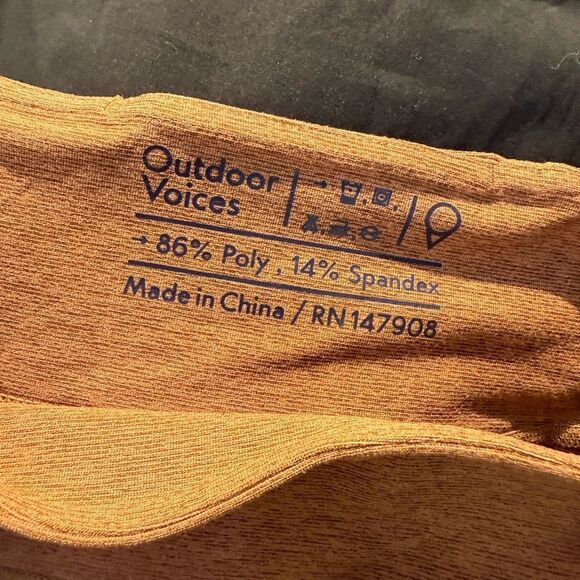 Outdoor
Voices
→ 86% Poly , 14% Spandex
Made in China / RN 147908